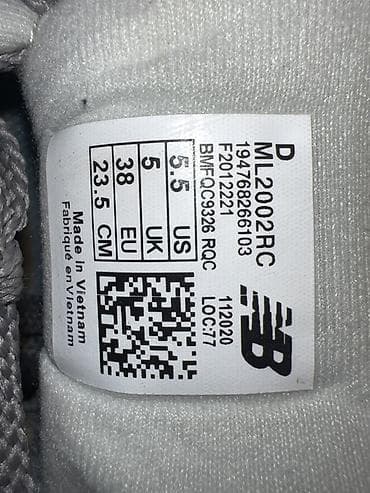 D
ML2002RC
194768266103
F2012221 112020
BMFQC9326 RQC LOC:77
5.5 US
5 UK
38 EU
23.5 CM
Made in Vietnam
Fabriqué en Vietnam
NB